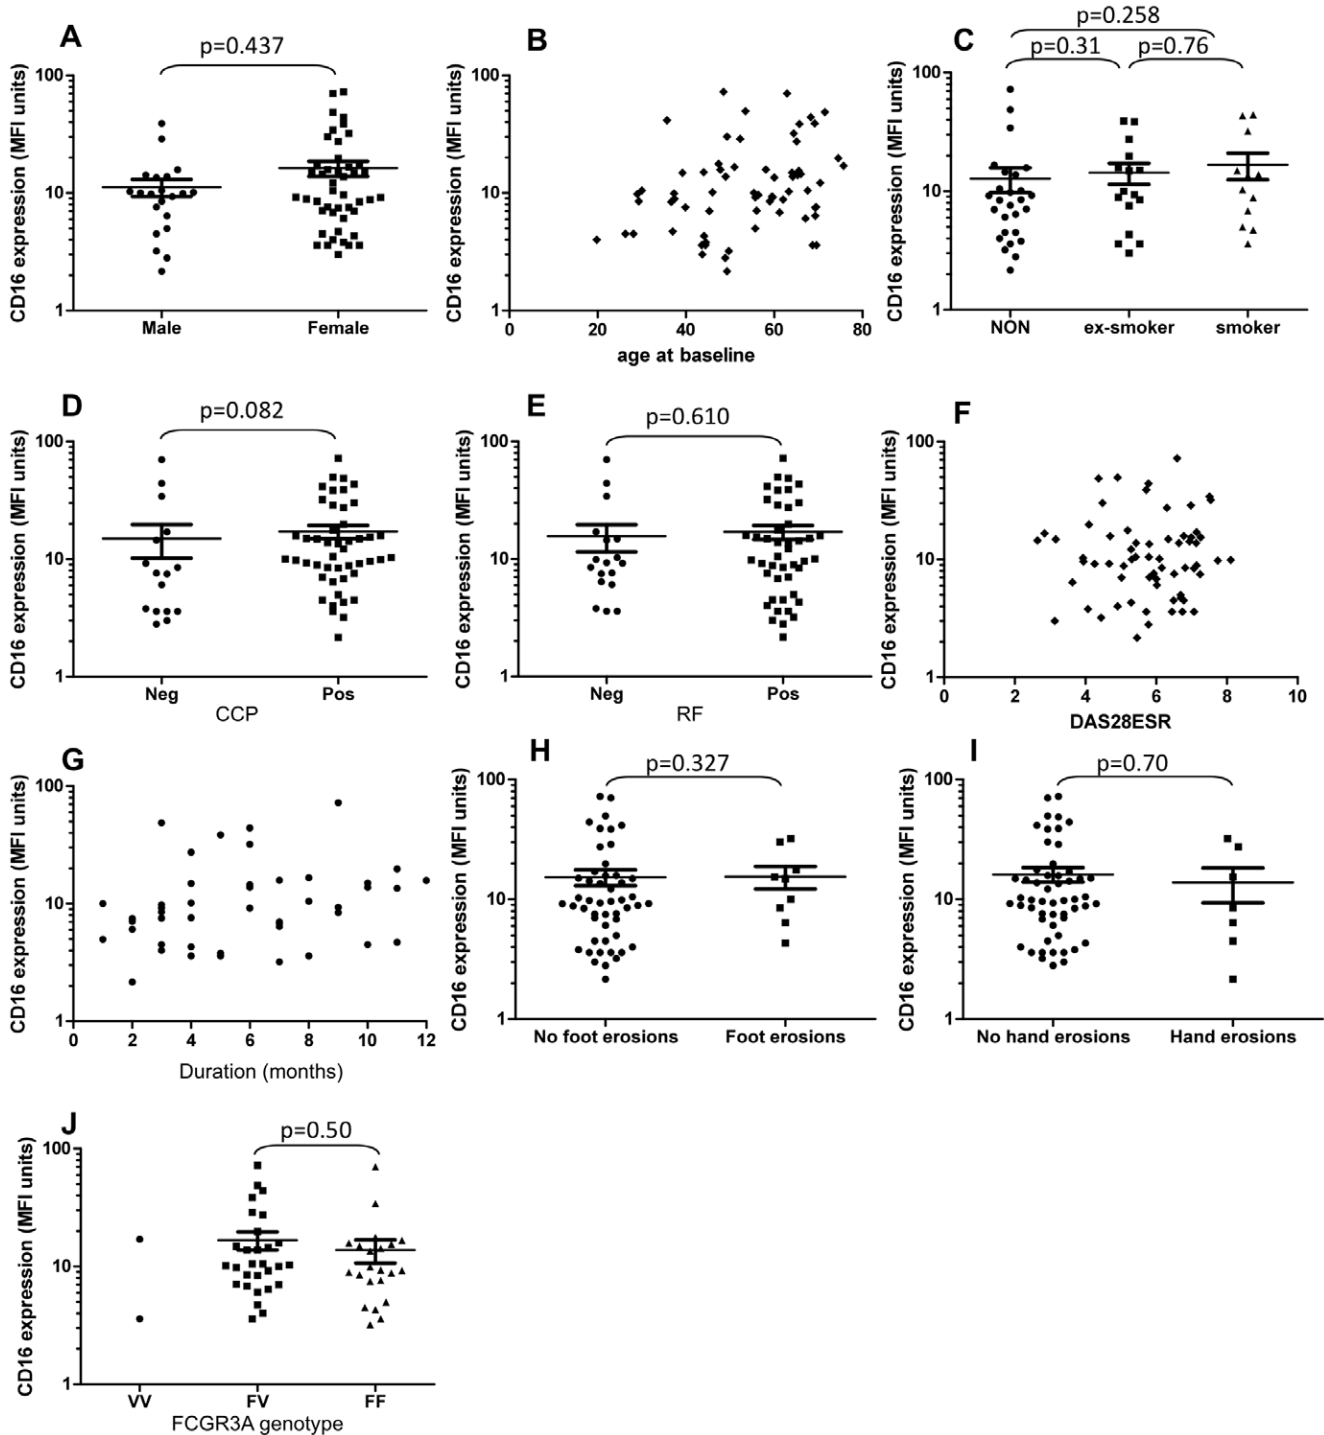 A
p=0.437
CD16 expression (MFI units)
100
10
1
Male Female
B
CD16 expression (MFI units)
100
10
1
0 20 40 60 80
age at baseline
C
p=0.258
p=0.31 p=0.76
CD16 expression (MFI units)
100
10
1
NON ex-smoker smoker
D
p=0.082
CD16 expression (MFI units)
100
10
1
Neg Pos
CCP
E
p=0.610
CD16 expression (MFI units)
100
10
1
Neg Pos
RF
F
CD16 expression (MFI units)
100
10
1
0 2 4 6 8 10
DAS28ESR
G
CD16 expression (MFI units)
100
10
1
0 2 4 6 8 10 12
Duration (months)
H
p=0.327
CD16 expression (MFI units)
100
10
1
No foot erosions Foot erosions
I
p=0.70
CD16 expression (MFI units)
100
10
1
No hand erosions Hand erosions
J
p=0.50
CD16 expression (MFI units)
100
10
1
VV FV FF
FCGR3A genotype